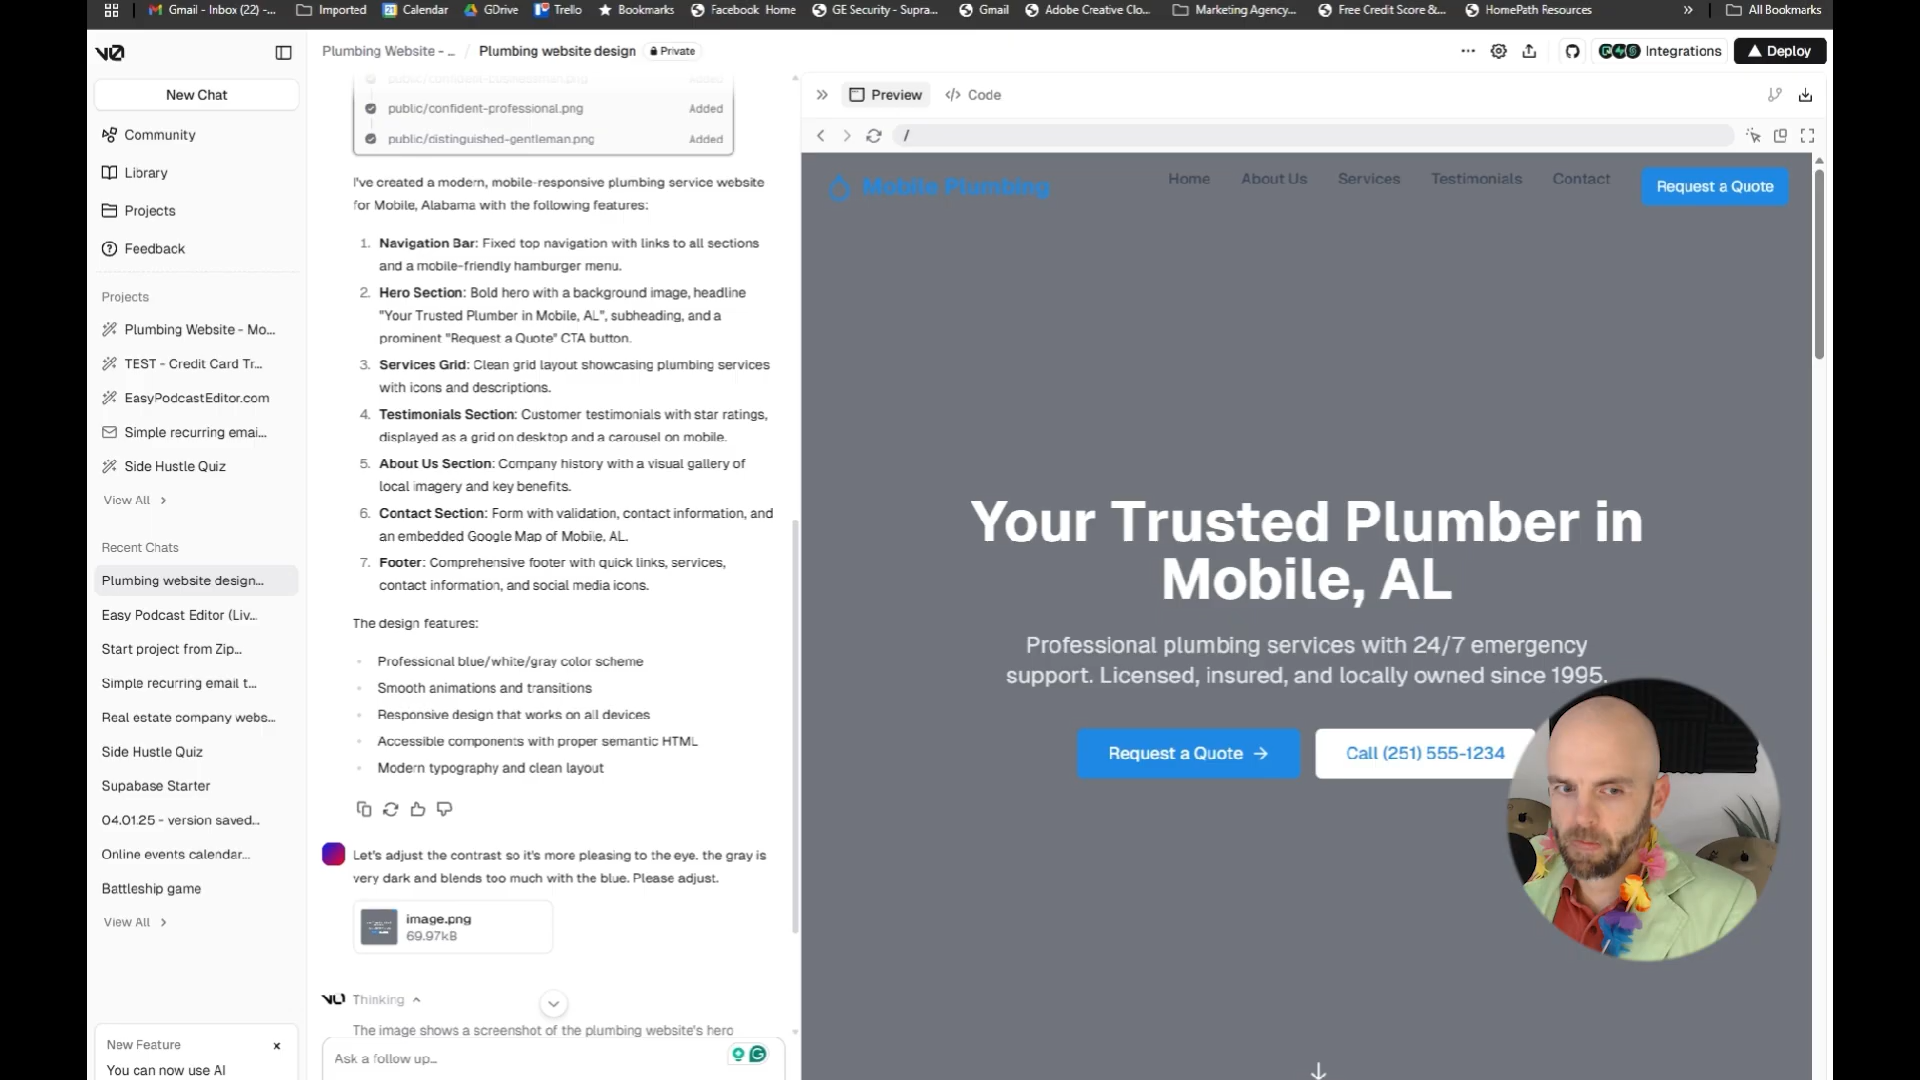 Gmail - Inbox (22) -...
Imported
Calendar
GDrive
Trello
Bookmarks
Facebook Home
GE Security - Supra...
Gmail
Adobe Creative Clo...
Marketing Agency...
Free Credit Score &...
HomePath Resources
»
All Bookmarks
v0
Plumbing Website - ... / Plumbing website design
Private
Integrations
Deploy
New Chat
Community
Library
Projects
Feedback
Projects
Plumbing Website - Mo...
TEST - Credit Card Tr...
EasyPodcastEditor.com
Simple recurring emai...
Side Hustle Quiz
View All
Recent Chats
Plumbing website design...
Easy Podcast Editor (Liv...
Start project from Zip...
Simple recurring email t...
Real estate company webs...
Side Hustle Quiz
Supabase Starter
04.01.25 - version saved...
Online events calendar...
Battleship game
View All
New Feature
You can now use AI
public/confident-businessman.png Added
public/confident-professional.png Added
public/distinguished-gentleman.png Added
I've created a modern, mobile-responsive plumbing service website
for Mobile, Alabama with the following features:
1. Navigation Bar: Fixed top navigation with links to all sections
and a mobile-friendly hamburger menu.
2. Hero Section: Bold hero with a background image, headline
"Your Trusted Plumber in Mobile, AL", subheading, and a
prominent "Request a Quote" CTA button.
3. Services Grid: Clean grid layout showcasing plumbing services
with icons and descriptions.
4. Testimonials Section: Customer testimonials with star ratings,
displayed as a grid on desktop and a carousel on mobile.
5. About Us Section: Company history with a visual gallery of
local imagery and key benefits.
6. Contact Section: Form with validation, contact information, and
an embedded Google Map of Mobile, AL.
7. Footer: Comprehensive footer with quick links, services,
contact information, and social media icons.
The design features:
Professional blue/white/gray color scheme
Smooth animations and transitions
Responsive design that works on all devices
Accessible components with proper semantic HTML
Modern typography and clean layout
Let's adjust the contrast so it's more pleasing to the eye. the gray is
very dark and blends too much with the blue. Please adjust.
image.png
69.97kB
v0 Thinking
The image shows a screenshot of the plumbing website's hero
Ask a follow up...
Preview
Code
/
Mobile Plumbing
Home
About Us
Services
Testimonials
Contact
Request a Quote
Your Trusted Plumber in
Mobile, AL
Professional plumbing services with 24/7 emergency
support. Licensed, insured, and locally owned since 1995.
Request a Quote
Call (251) 555-1234